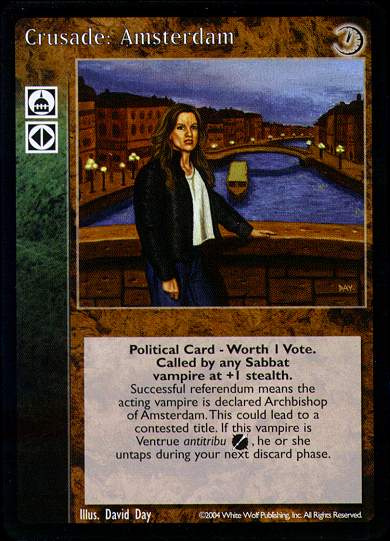 Crusade: Amsterdam
DAY
Political Card - Worth 1 Vote.
Called by any Sabbat
vampire at +1 stealth.
Successful referendum means the
acting vampire is declared Archbishop
of Amsterdam. This could lead to a
contested title. If this vampire is
Ventrue antitribu , he or she
untaps during your next discard phase.
Illus. David Day
©2004 White Wolf Publishing, Inc. All Rights Reserved.